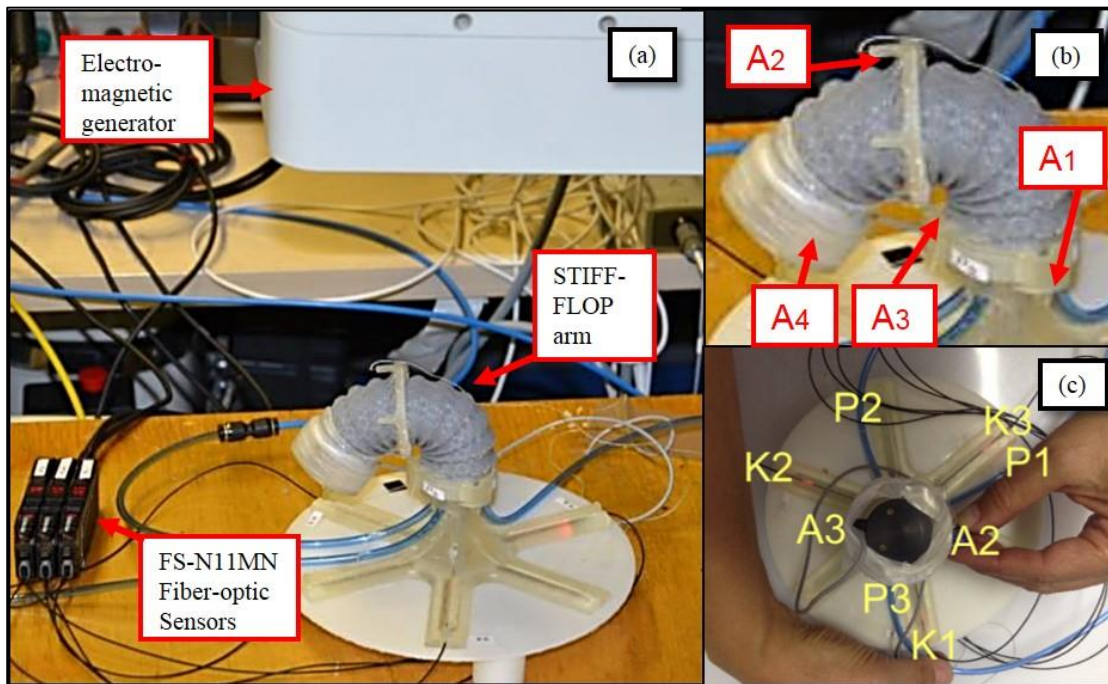 Electro-
magnetic
generator
(a)
STIFF-
FLOP
arm
FS-N11MN
Fiber-optic
Sensors
(b)
A2
A1
A4
A3
(c)
P2
K3
K2
P1
A3
A2
P3
K1